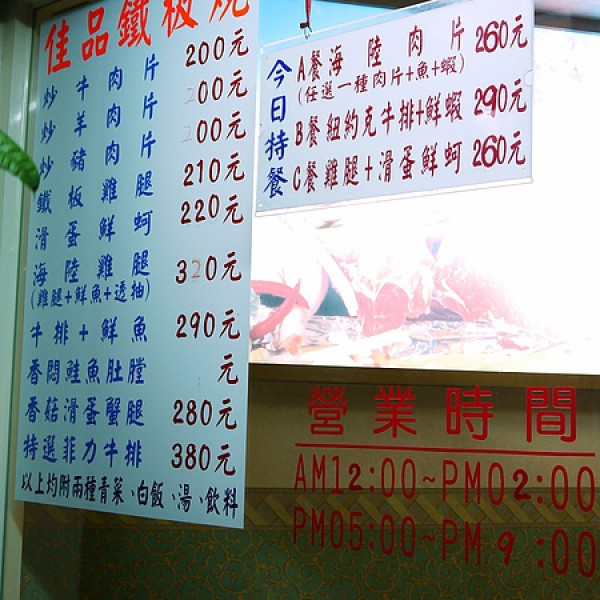 佳品鐵板燒
炒牛肉片 200元
炒羊肉片 200元
炒豬肉片 200元
鐵板雞腿 210元
滑蛋鮮蚵 220元
海陸雞腿 320元
(雞腿+鮮魚+透抽)
牛排+鮮魚 290元
香悶鮭魚肚膛 元
香菇滑蛋蟹腿 280元
特選菲力牛排 380元
以上均附兩種青菜、白飯、湯、飲料
今日持餐
A餐海陸肉片 260元
(任選一種肉片+魚+蝦)
B餐紐約克牛排+鮮蝦 290元
C餐雞腿+滑蛋鮮蚵 260元
營業時間
AM12:00~PM02:00
PM05:00~PM 9:00